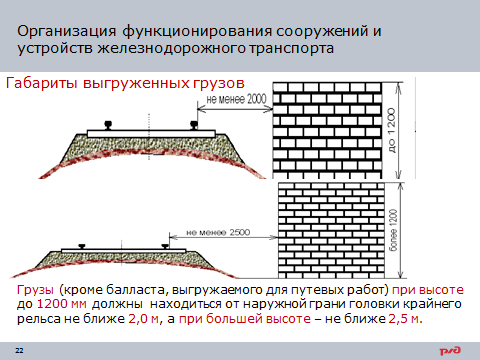 Организация функционирования сооружений и
устройств железнодорожного транспорта
Габариты выгруженных грузов
не менее 2000
до 1200
не менее 2500
более 1200
Грузы (кроме балласта, выгружаемого для путевых работ) при высоте
до 1200 мм должны находиться от наружной грани головки крайнего
рельса не ближе 2,0 м, а при большей высоте – не ближе 2,5 м.
22
ржд